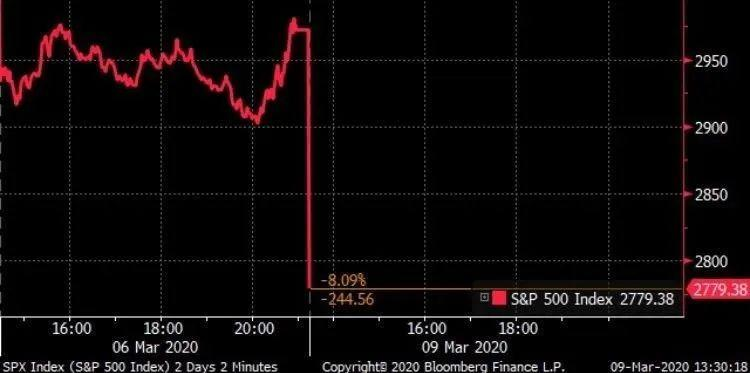 2950
2900
2850
2800
-8.09%
-244.56
S&P 500 Index 2779.38
2779.38
16:00 18:00 20:00 16:00 18:00
06 Mar 2020 09 Mar 2020
SPX Index (S&P 500 Index) 2 Days 2 Minutes Copyright© 2020 Bloomberg Finance L.P. 09-Mar-2020 13:30:18